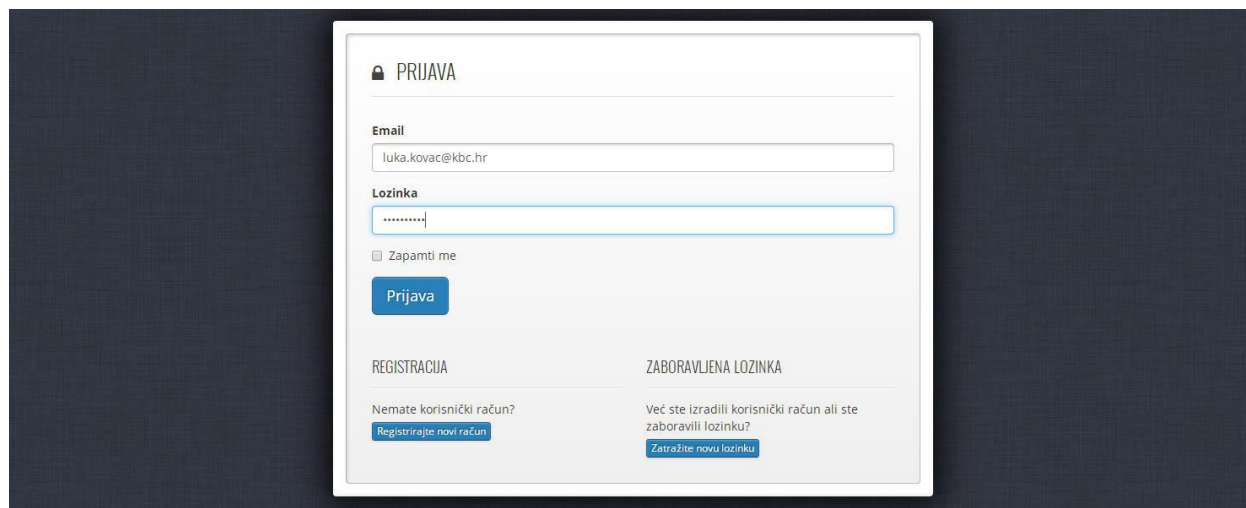 PRIJAVA
Email
luka.kovac@kbc.hr
Lozinka
••••••••••
Zapamti me
Prijava
REGISTRACIJA
Nemate korisnički račun?
Registrirajte novi račun
ZABORAVLJENA LOZINKA
Već ste izradili korisnički račun ali ste
zaboravili lozinku?
Zatražite novu lozinku